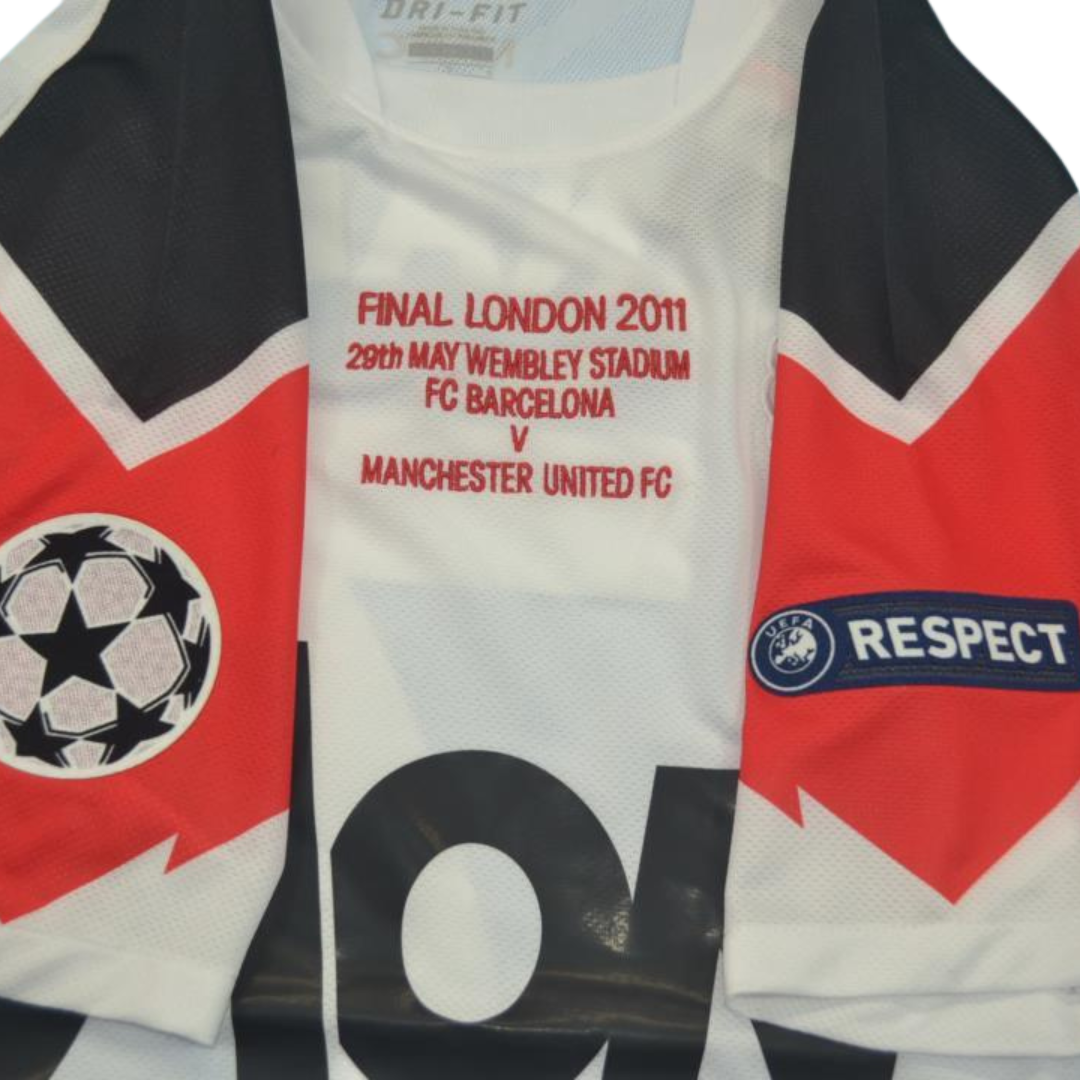 DRI-FIT
FINAL LONDON 2011
29th MAY WEMBLEY STADIUM
FC BARCELONA
V
MANCHESTER UNITED FC
UEFA
RESPECT